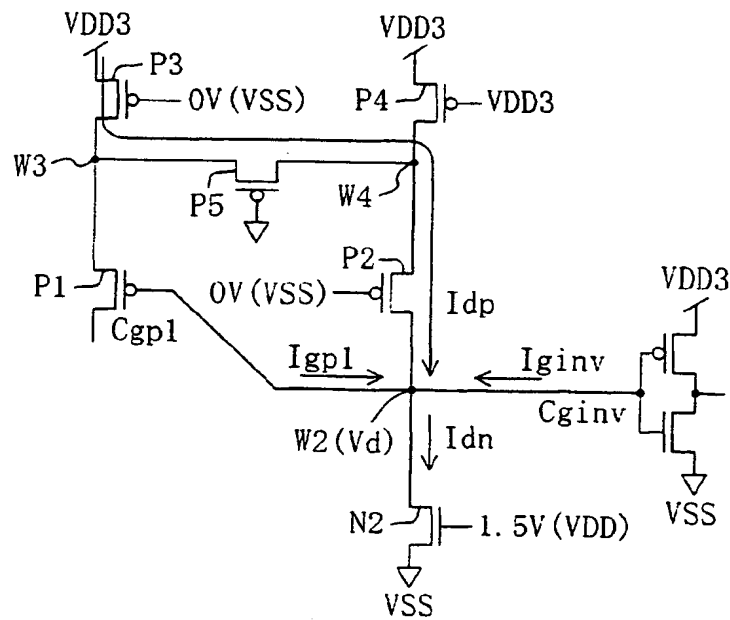 VDD3
VDD3
P3
0V(VSS)
P4
VDD3
W3
P5
W4
P2
VDD3
P1
0V(VSS)
Idp
Cgp1
Igp1
Iginv
Cginv
W2(Vd)
Idn
N2
1.5V(VDD)
VSS
VSS